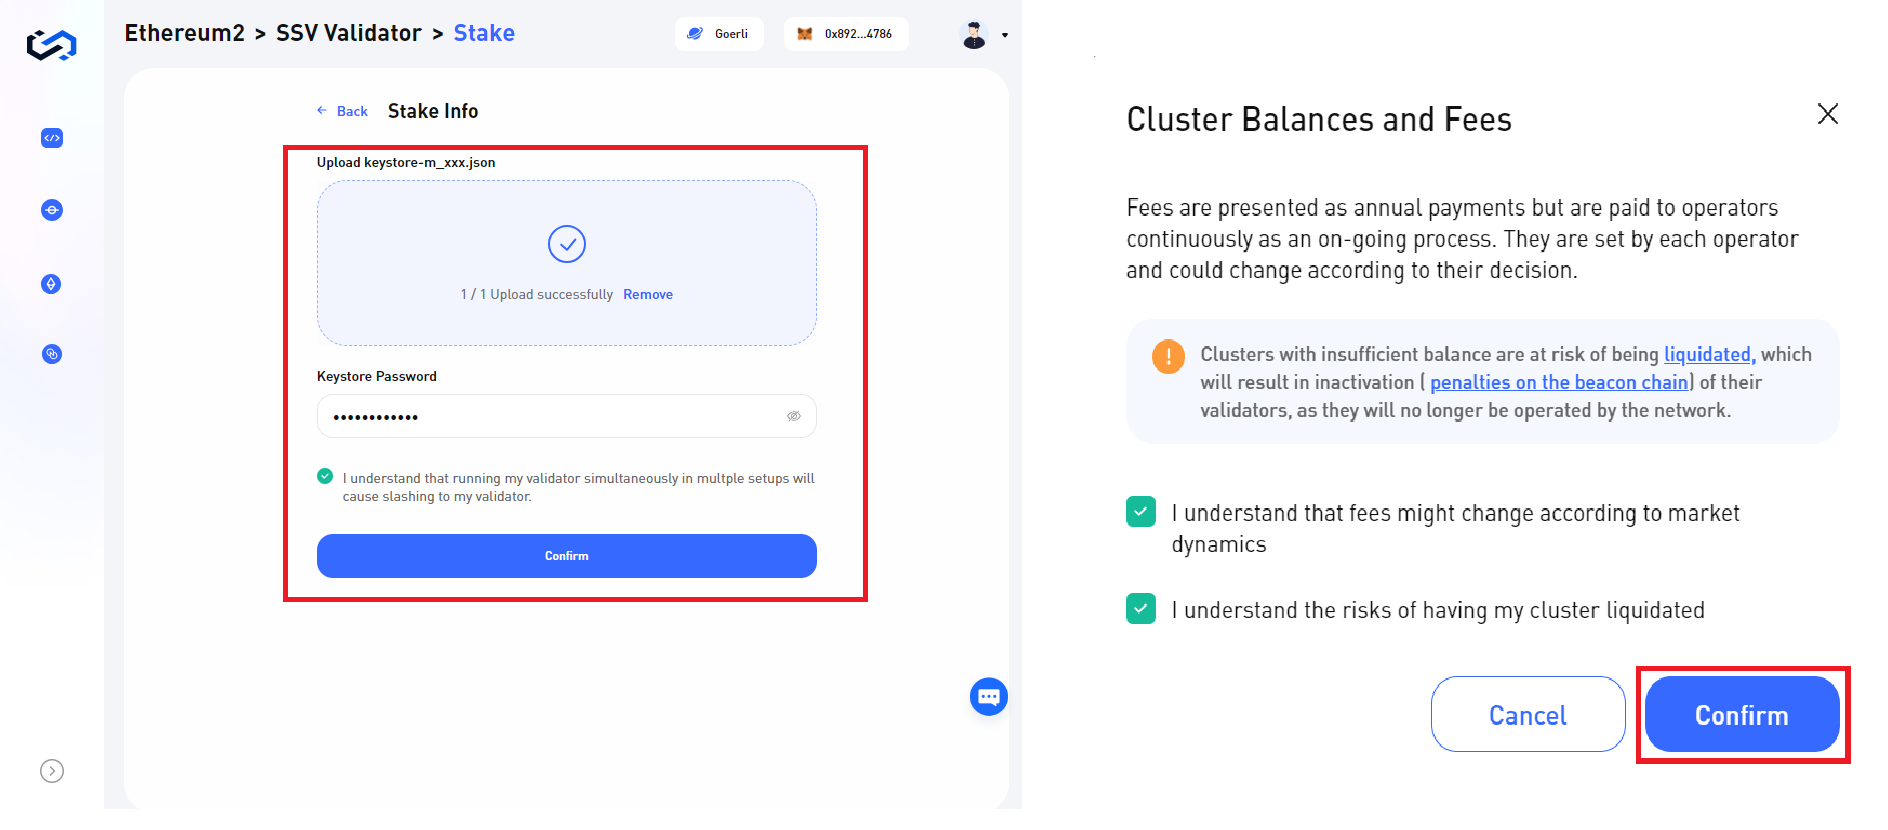 Ethereum2 > SSV Validator > Stake
Goerli
0x892...4786
Back
Stake Info
Upload keystore-m_xxx.json
1 / 1 Upload successfully Remove
Keystore Password
••••••••••••
I understand that running my validator simultaneously in multple setups will
cause slashing to my validator.
Confirm
Cluster Balances and Fees
Fees are presented as annual payments but are paid to operators
continuously as an on-going process. They are set by each operator
and could change according to their decision.
Clusters with insufficient balance are at risk of being liquidated, which
will result in inactivation ( penalties on the beacon chain) of their
validators, as they will no longer be operated by the network.
I understand that fees might change according to market
dynamics
I understand the risks of having my cluster liquidated
Cancel
Confirm